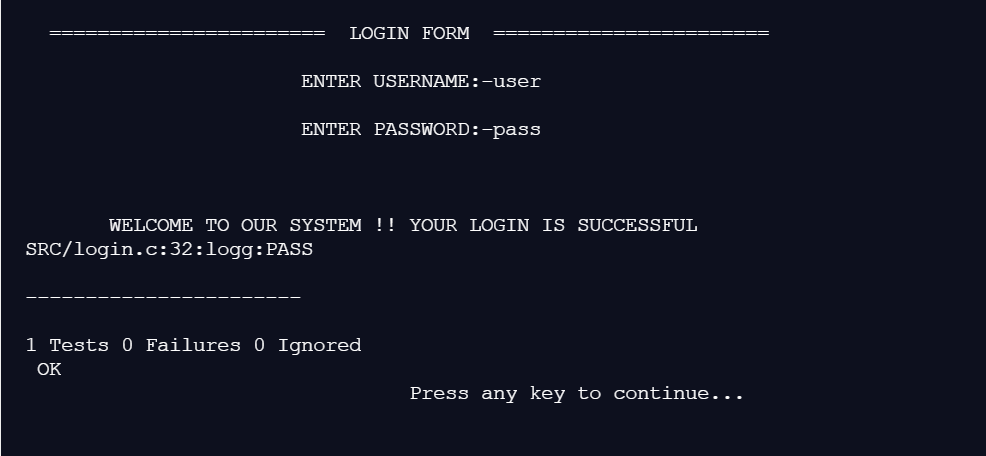 ======================= LOGIN FORM =======================
ENTER USERNAME:-user
ENTER PASSWORD:-pass
WELCOME TO OUR SYSTEM !! YOUR LOGIN IS SUCCESSFUL
SRC/login.c:32:logg:PASS
-----------------------
1 Tests 0 Failures 0 Ignored
OK
Press any key to continue...